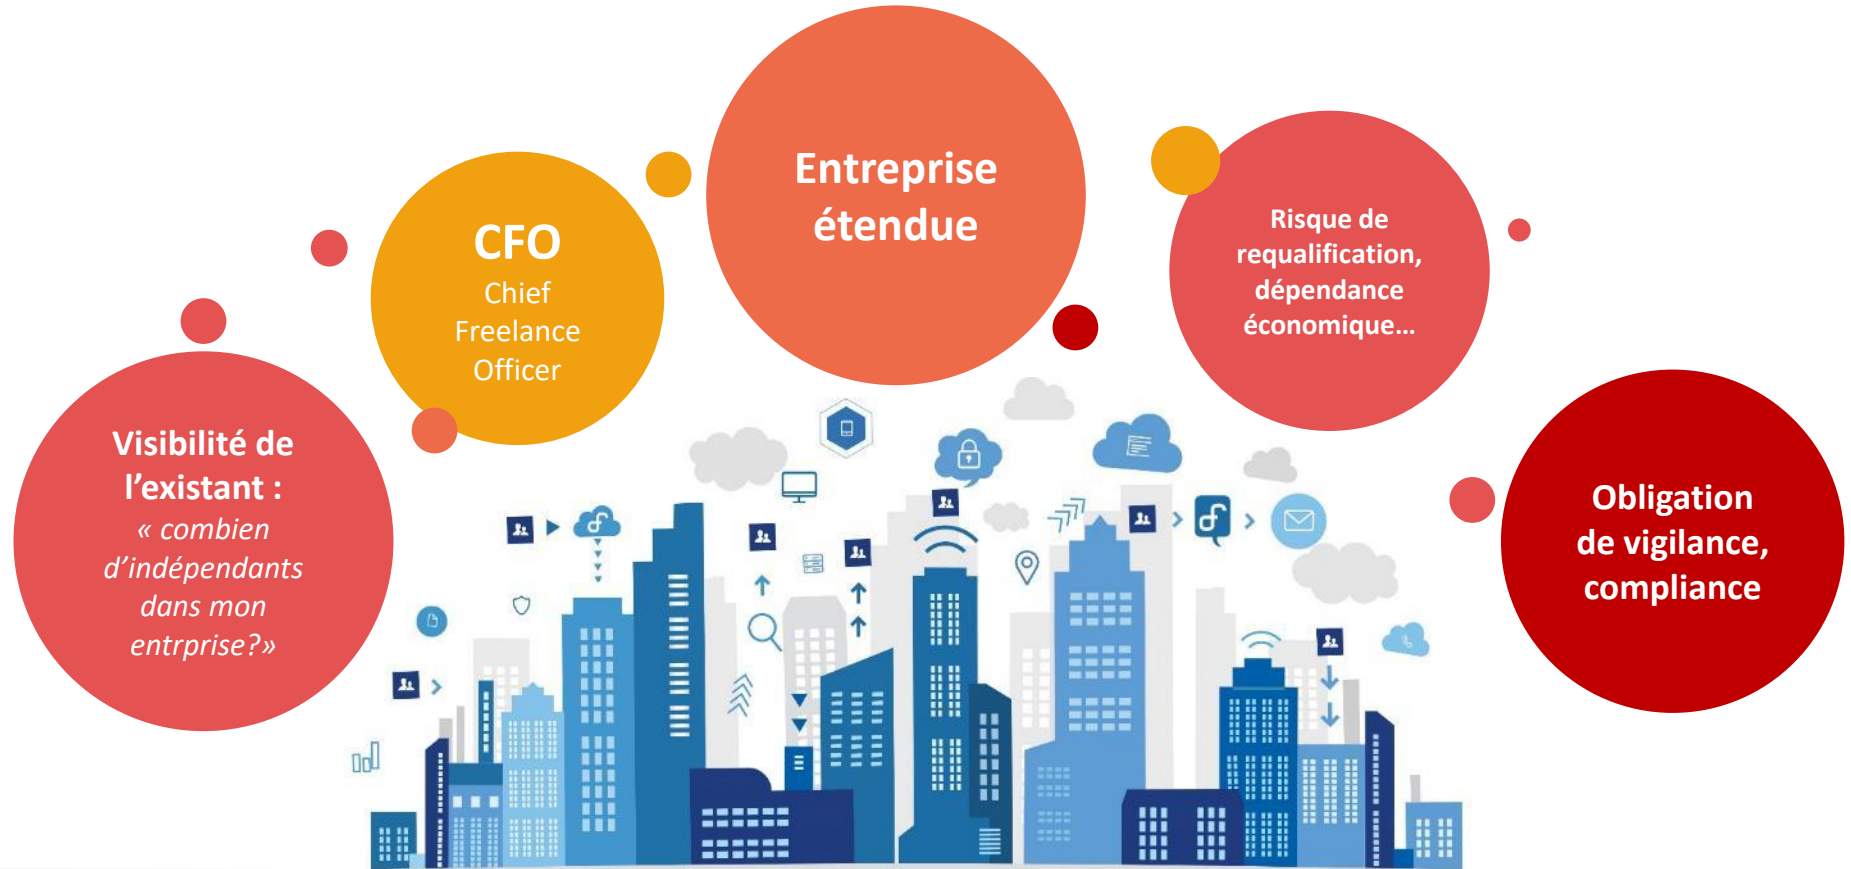 Visibilité de
l’existant :
« combien
d’indépendants
dans mon
entrprise?»
CFO
Chief
Freelance
Officer
Entreprise
étendue
Risque de
requalification,
dépendance
économique…
Obligation
de vigilance,
compliance